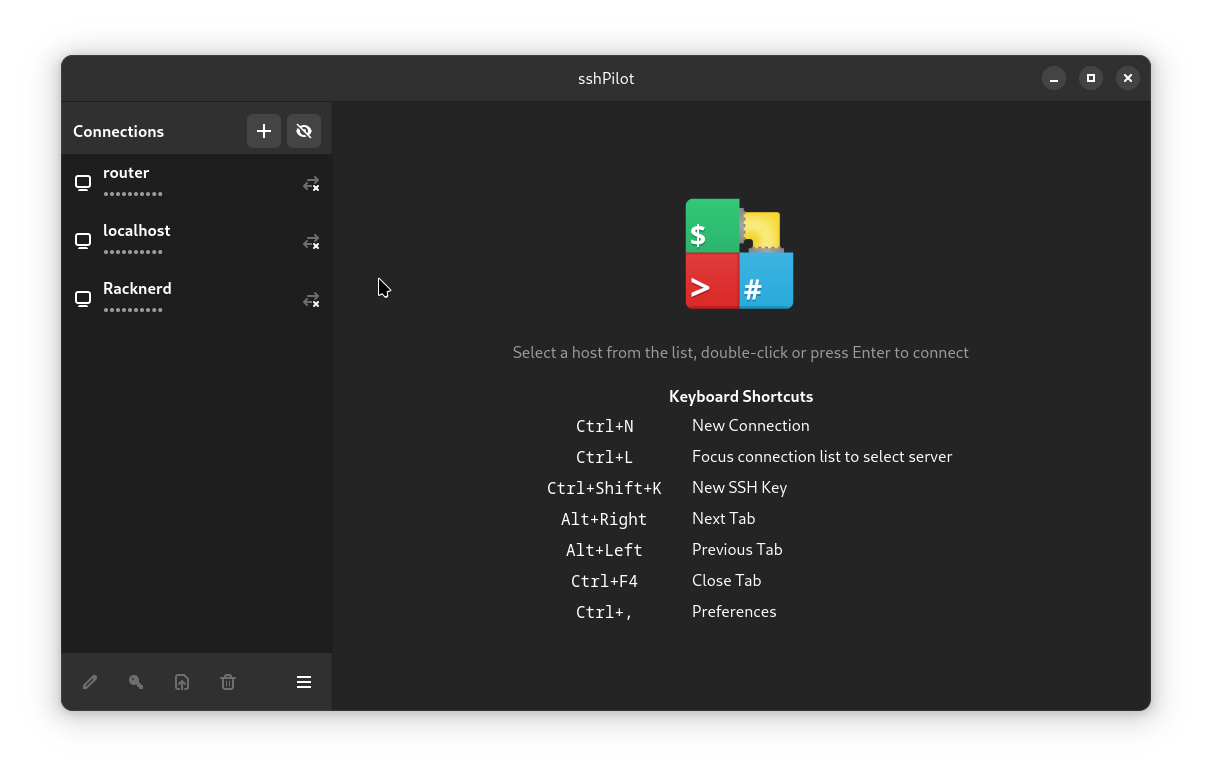 sshPilot
Connections
router
••••••••••
localhost
••••••••••
Racknerd
••••••••••
$
> #
Select a host from the list, double-click or press Enter to connect
Keyboard Shortcuts
Ctrl+N New Connection
Ctrl+L Focus connection list to select server
Ctrl+Shift+K New SSH Key
Alt+Right Next Tab
Alt+Left Previous Tab
Ctrl+F4 Close Tab
Ctrl+, Preferences